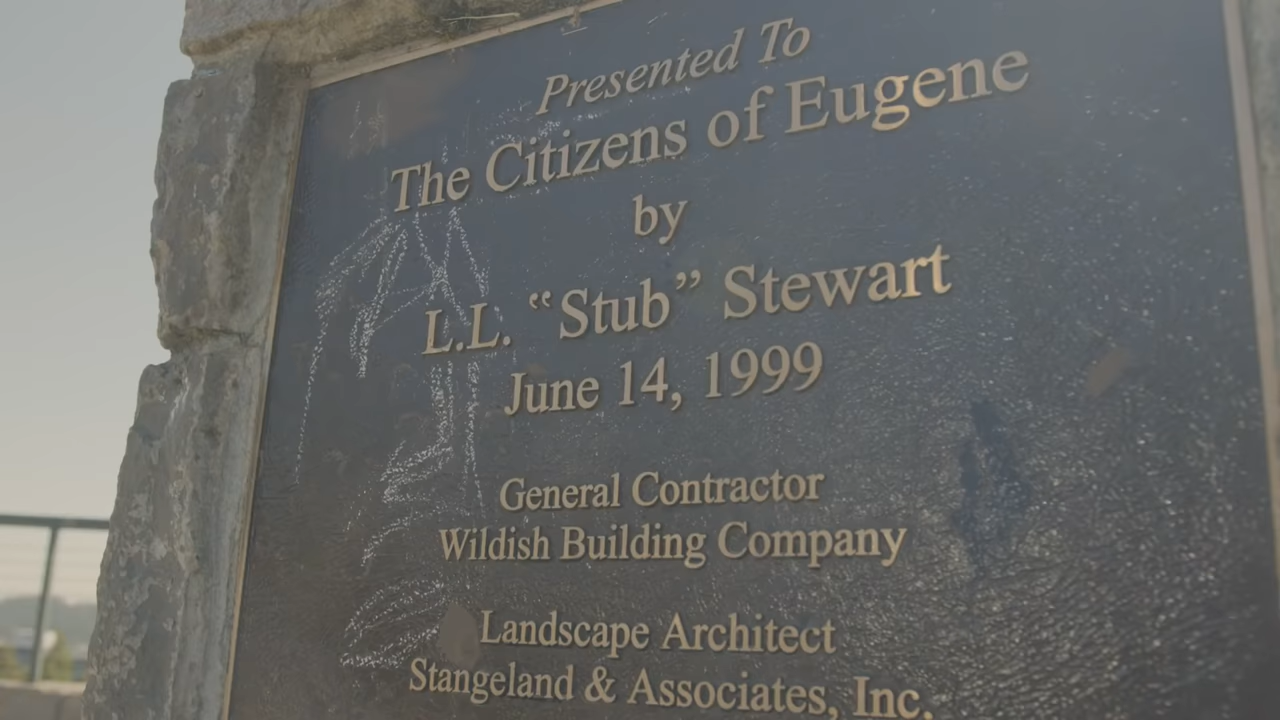 Presented To
The Citizens of Eugene
by
L.L. “Stub” Stewart
June 14, 1999
General Contractor
Wildish Building Company
Landscape Architect
Stangeland & Associates, Inc.